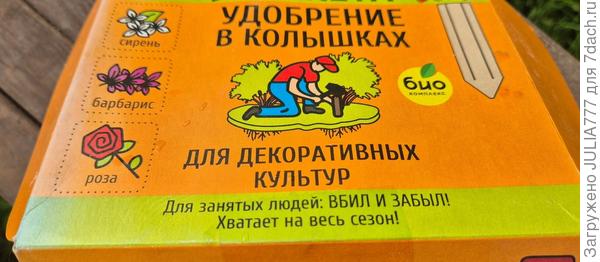 УДОБРЕНИЕ
В КОЛЫШКАХ
сирень
барбарис
роза
био
комплекс
ДЛЯ ДЕКОРАТИВНЫХ
КУЛЬТУР
Для занятых людей: ВБИЛ И ЗАБЫЛ!
Хватает на весь сезон!
Загружено JULIA777 для 7dach.ru